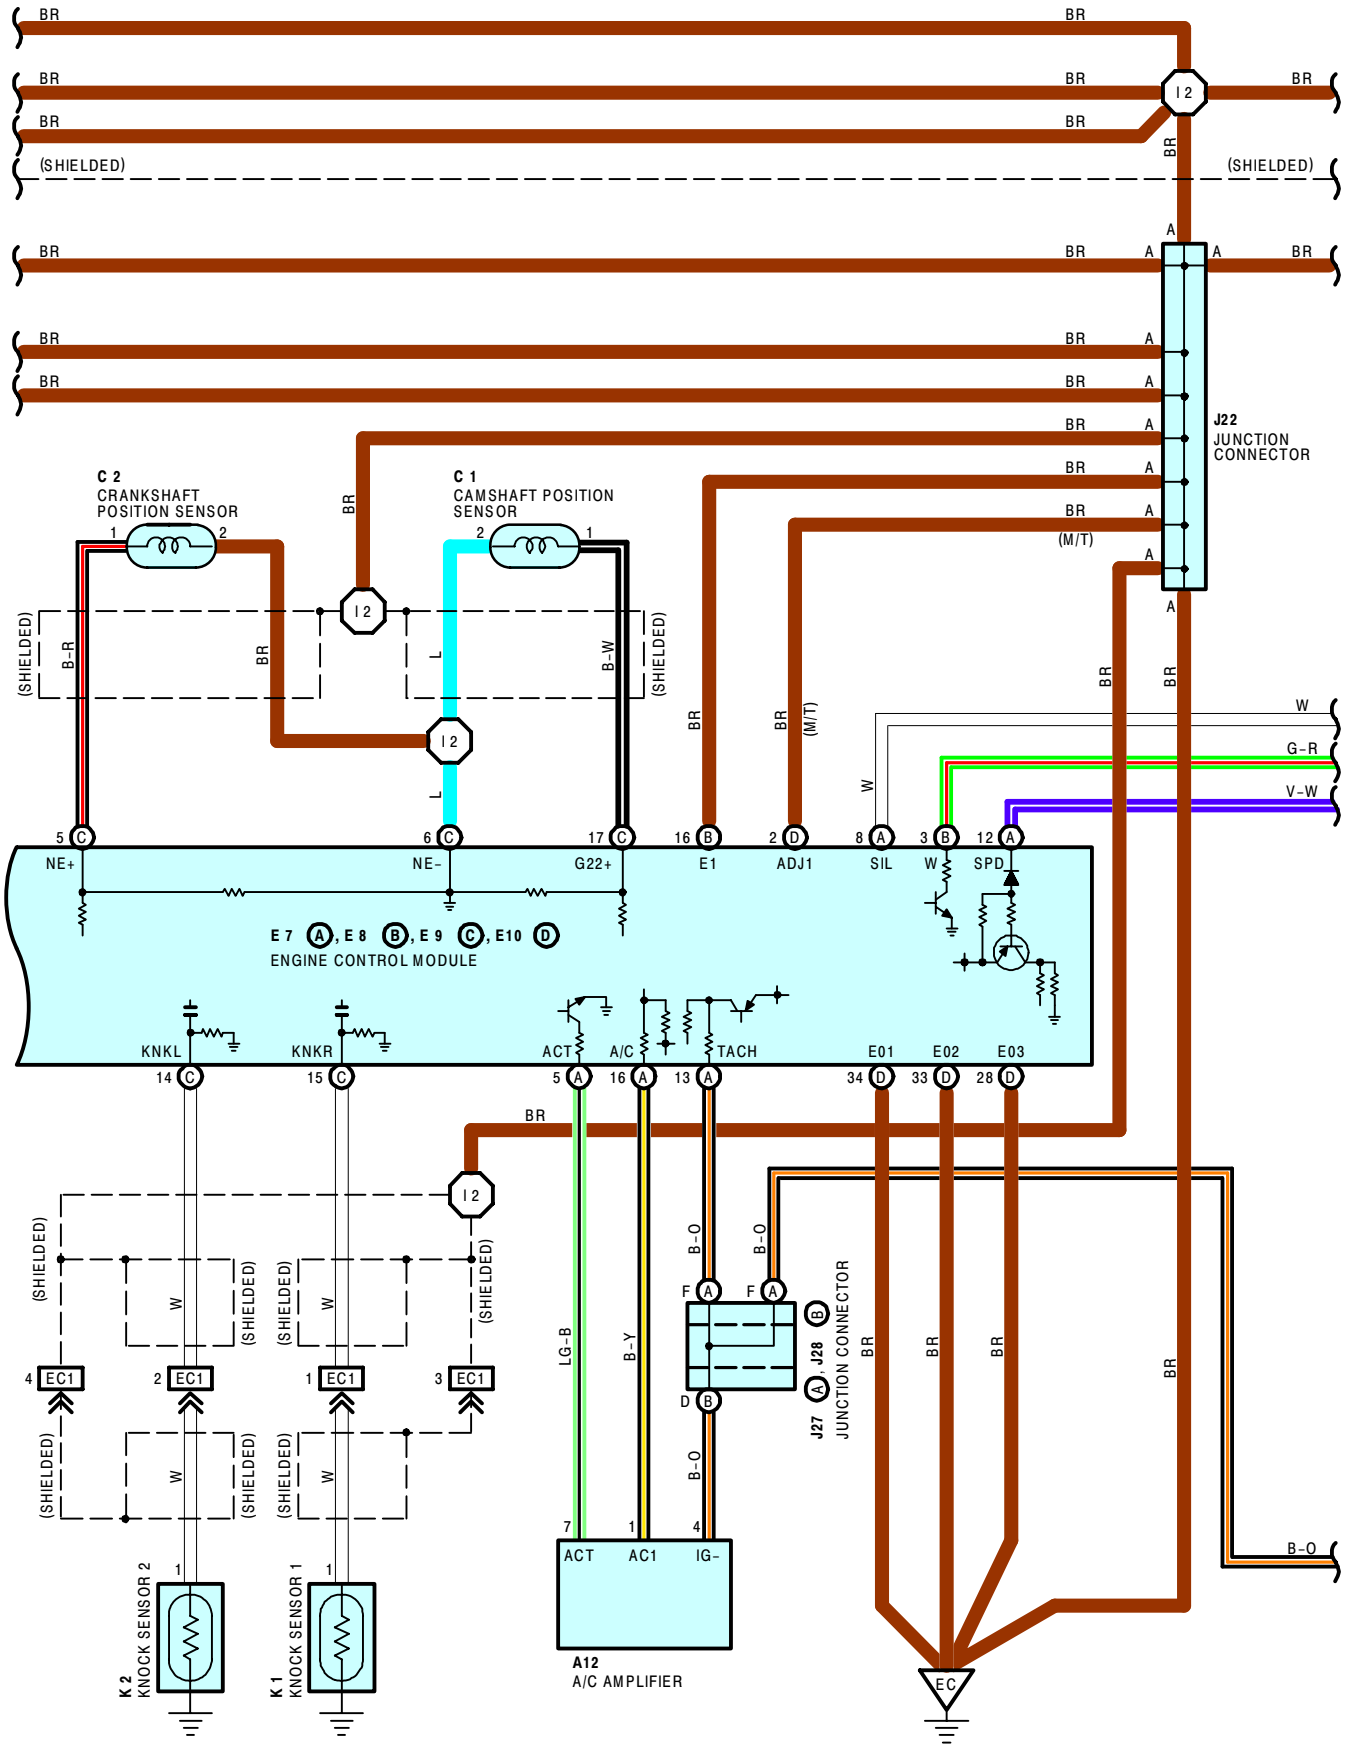 BR BR
BR BR I 2 BR
BR BR
BR
(SHIELDED) (SHIELDED)
A
BR BR A A BR
BR BR A
BR BR A
BR A
J22
JUNCTION
CONNECTOR
BR A
C 2
CRANKSHAFT
POSITION SENSOR
C 1
CAMSHAFT POSITION
SENSOR
BR
BR A
(M/T)
1 2 2 1
A
I 2
A
(SHIELDED)
B-R
BR
L
B-W
(SHIELDED)
BR
BR
BR
BR
(M/T)
I 2
L
W
W
G-R
V-W
5 C 6 C 17 C 16 B 2 D 8 A 3 B 12 A
NE+ NE- G22+ E1 ADJ1 SIL W SPD
E 7 A , E 8 B , E 9 C , E10 D
ENGINE CONTROL MODULE
KNKL KNKR ACT A/C TACH E01 E02 E03
14 C 15 C 5 A 16 A 13 A 34 D 33 D 28 D
BR
I 2
(SHIELDED)
W
(SHIELDED)
(SHIELDED)
W
(SHIELDED)
LG-B
B-Y
B-O
B-O
F A F A
J27 A , J28 B
JUNCTION CONNECTOR
BR
BR
BR
BR
4 EC1 2 EC1 1 EC1 3 EC1
D B
(SHIELDED)
W
(SHIELDED)
(SHIELDED)
W
B-O
7 1 4
ACT AC1 IG-
B-O
1 1
K 2
KNOCK SENSOR 2
K 1
KNOCK SENSOR 1
A12
A/C AMPLIFIER
EC